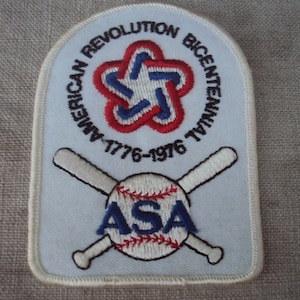 AMERICAN REVOLUTION BICENTENNIAL
1776-1976
ASA